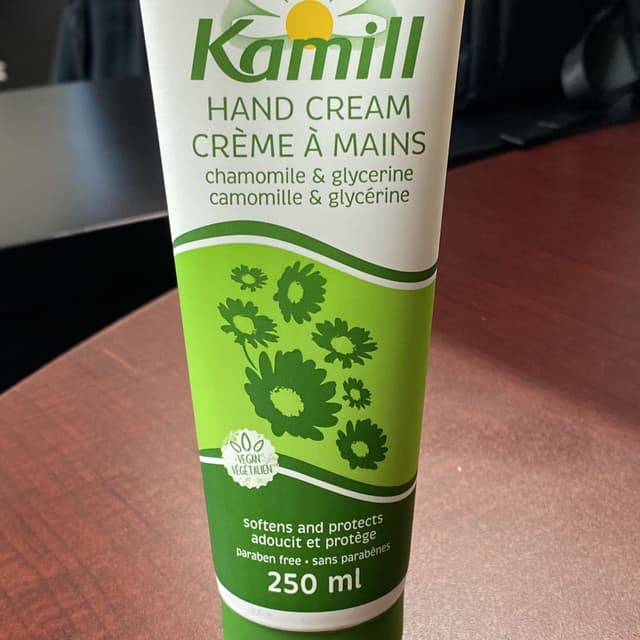 Kamill
HAND CREAM
CRÈME À MAINS
chamomile & glycerine
camomille & glycérine
VEGAN
VÉGÉTALIEN
softens and protects
adoucit et protège
paraben free • sans parabènes
250 ml